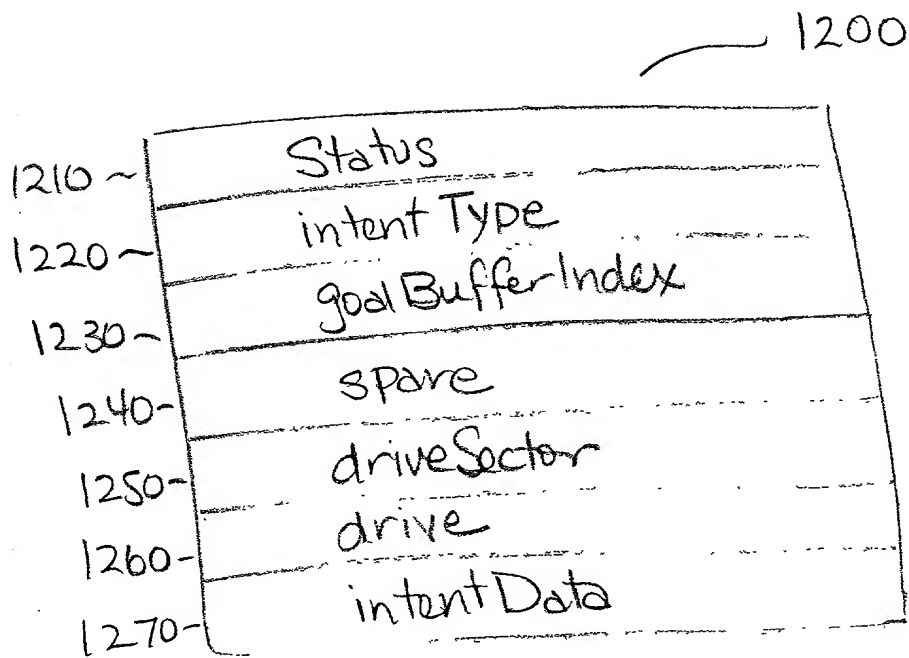 1200
1210 ~ Status
1220 ~ intentType
1230 ~ goalBufferIndex
1240- spare
1250- driveSector
1260- drive
1270- intentData